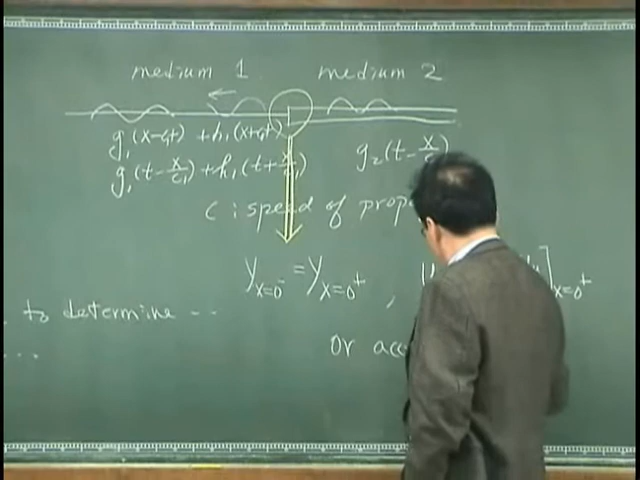 medium 1 medium 2
g₁(x-c₁t) + h₁(x+c₁t)
g₁(t - x/c₁) + h₁(t + x/c₁) g₂(t - x/c
c : speed of prop
y x=0⁻ = y x=0⁺ , ]x=0⁺
to determine ...
...
or acc